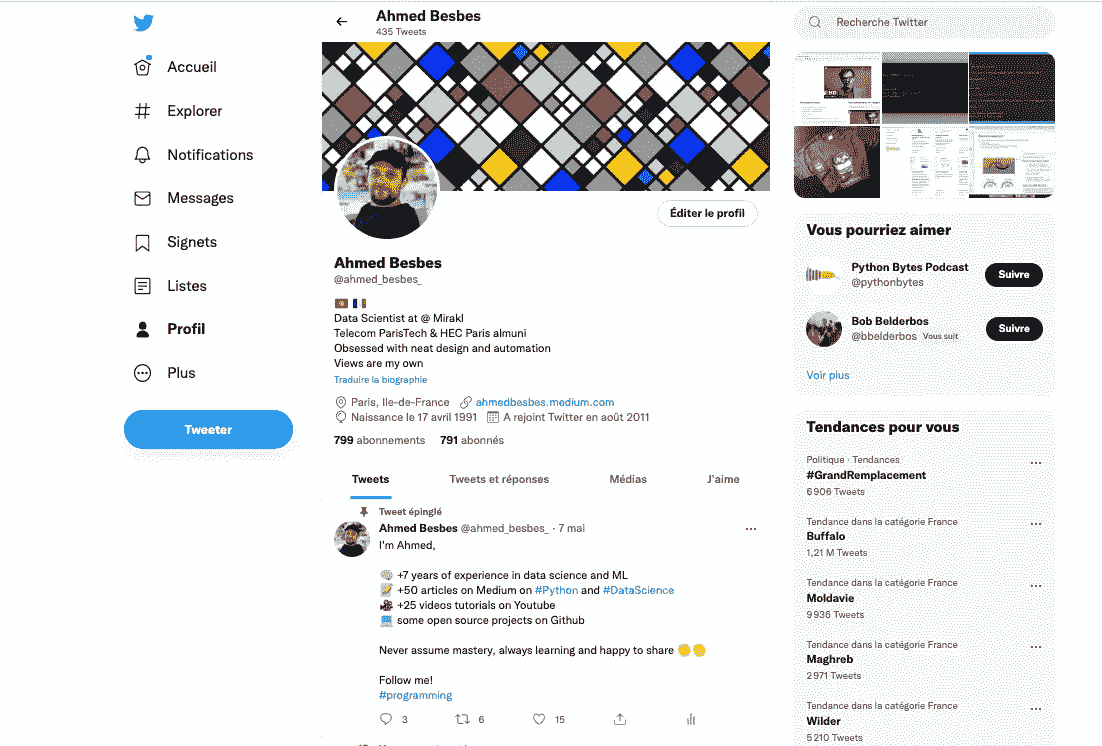 Accueil
Explorer
Notifications
Messages
Signets
Listes
Profil
Plus
Tweeter
Ahmed Besbes
435 Tweets
Éditer le profil
Ahmed Besbes
@ahmed_besbes_
Data Scientist at @ Mirakl
Telecom ParisTech & HEC Paris almuni
Obsessed with neat design and automation
Views are my own
Traduire la biographie
Paris, Ile-de-France ahmedbesbes.medium.com
Naissance le 17 avril 1991 A rejoint Twitter en août 2011
799 abonnements 791 abonnés
Tweets Tweets et réponses Médias J'aime
Tweet épinglé
Ahmed Besbes @ahmed_besbes_ · 7 mai
I'm Ahmed,
+7 years of experience in data science and ML
+50 articles on Medium on #Python and #DataScience
+25 videos tutorials on Youtube
some open source projects on Github
Never assume mastery, always learning and happy to share
Follow me!
#programming
3 6 15
Recherche Twitter
Vous pourriez aimer
Python Bytes Podcast
@pythonbytes
Suivre
Bob Belderbos
@bbelderbos Vous suit
Suivre
Voir plus
Tendances pour vous
Politique · Tendances
#GrandRemplacement
6 906 Tweets
Tendance dans la catégorie France
Buffalo
1,21 M Tweets
Tendance dans la catégorie France
Moldavie
9 936 Tweets
Tendance dans la catégorie France
Maghreb
2 971 Tweets
Tendance dans la catégorie France
Wilder
5 210 Tweets